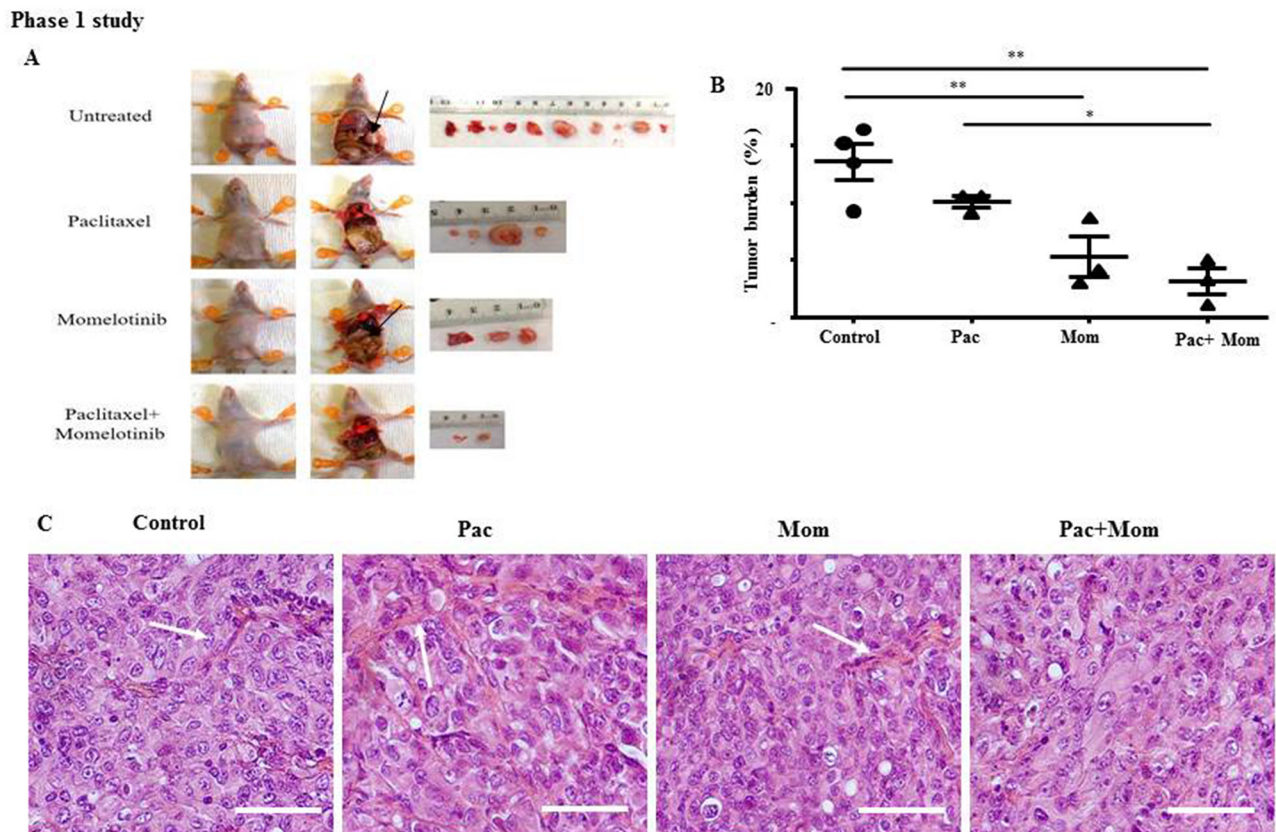 Phase 1 study
A
Untreated
Paclitaxel
Momelotinib
Paclitaxel+
Momelotinib
B
**
**
*
20
-
Tumor burden (%)
Control
Pac
Mom
Pac+ Mom
C
Control
Pac
Mom
Pac+Mom